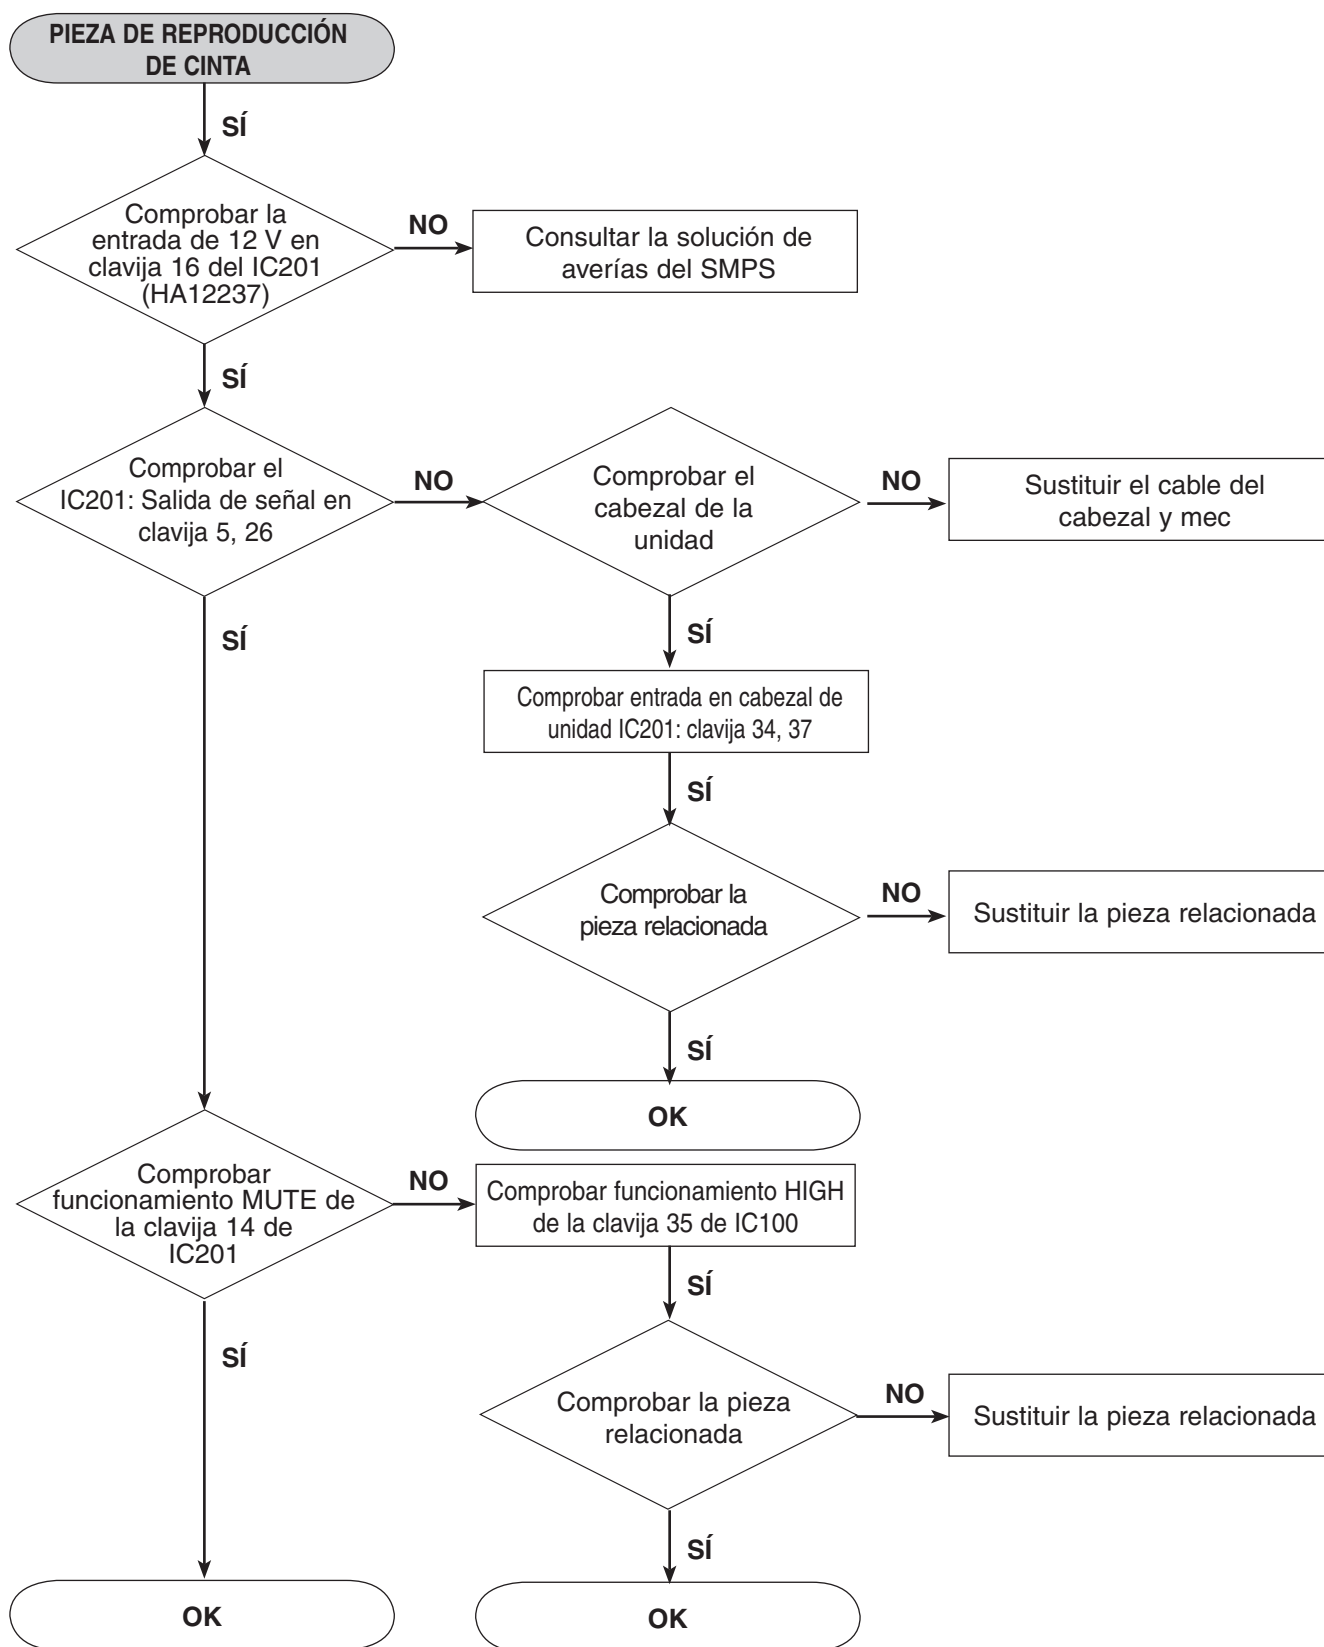 PIEZA DE REPRODUCCIÓN
DE CINTA
SÍ
Comprobar la
entrada de 12 V en
clavija 16 del IC201
(HA12237)
NO
Consultar la solución de
averías del SMPS
SÍ
Comprobar el
IC201: Salida de señal en
clavija 5, 26
NO
Comprobar el
cabezal de la
unidad
NO
Sustituir el cable del
cabezal y mec
SÍ
SÍ
Comprobar entrada en cabezal de
unidad IC201: clavija 34, 37
SÍ
Comprobar la
pieza relacionada
NO
Sustituir la pieza relacionada
SÍ
OK
Comprobar
funcionamiento MUTE de
la clavija 14 de
IC201
NO
Comprobar funcionamiento HIGH
de la clavija 35 de IC100
SÍ
SÍ
Comprobar la pieza
relacionada
NO
Sustituir la pieza relacionada
SÍ
OK
OK